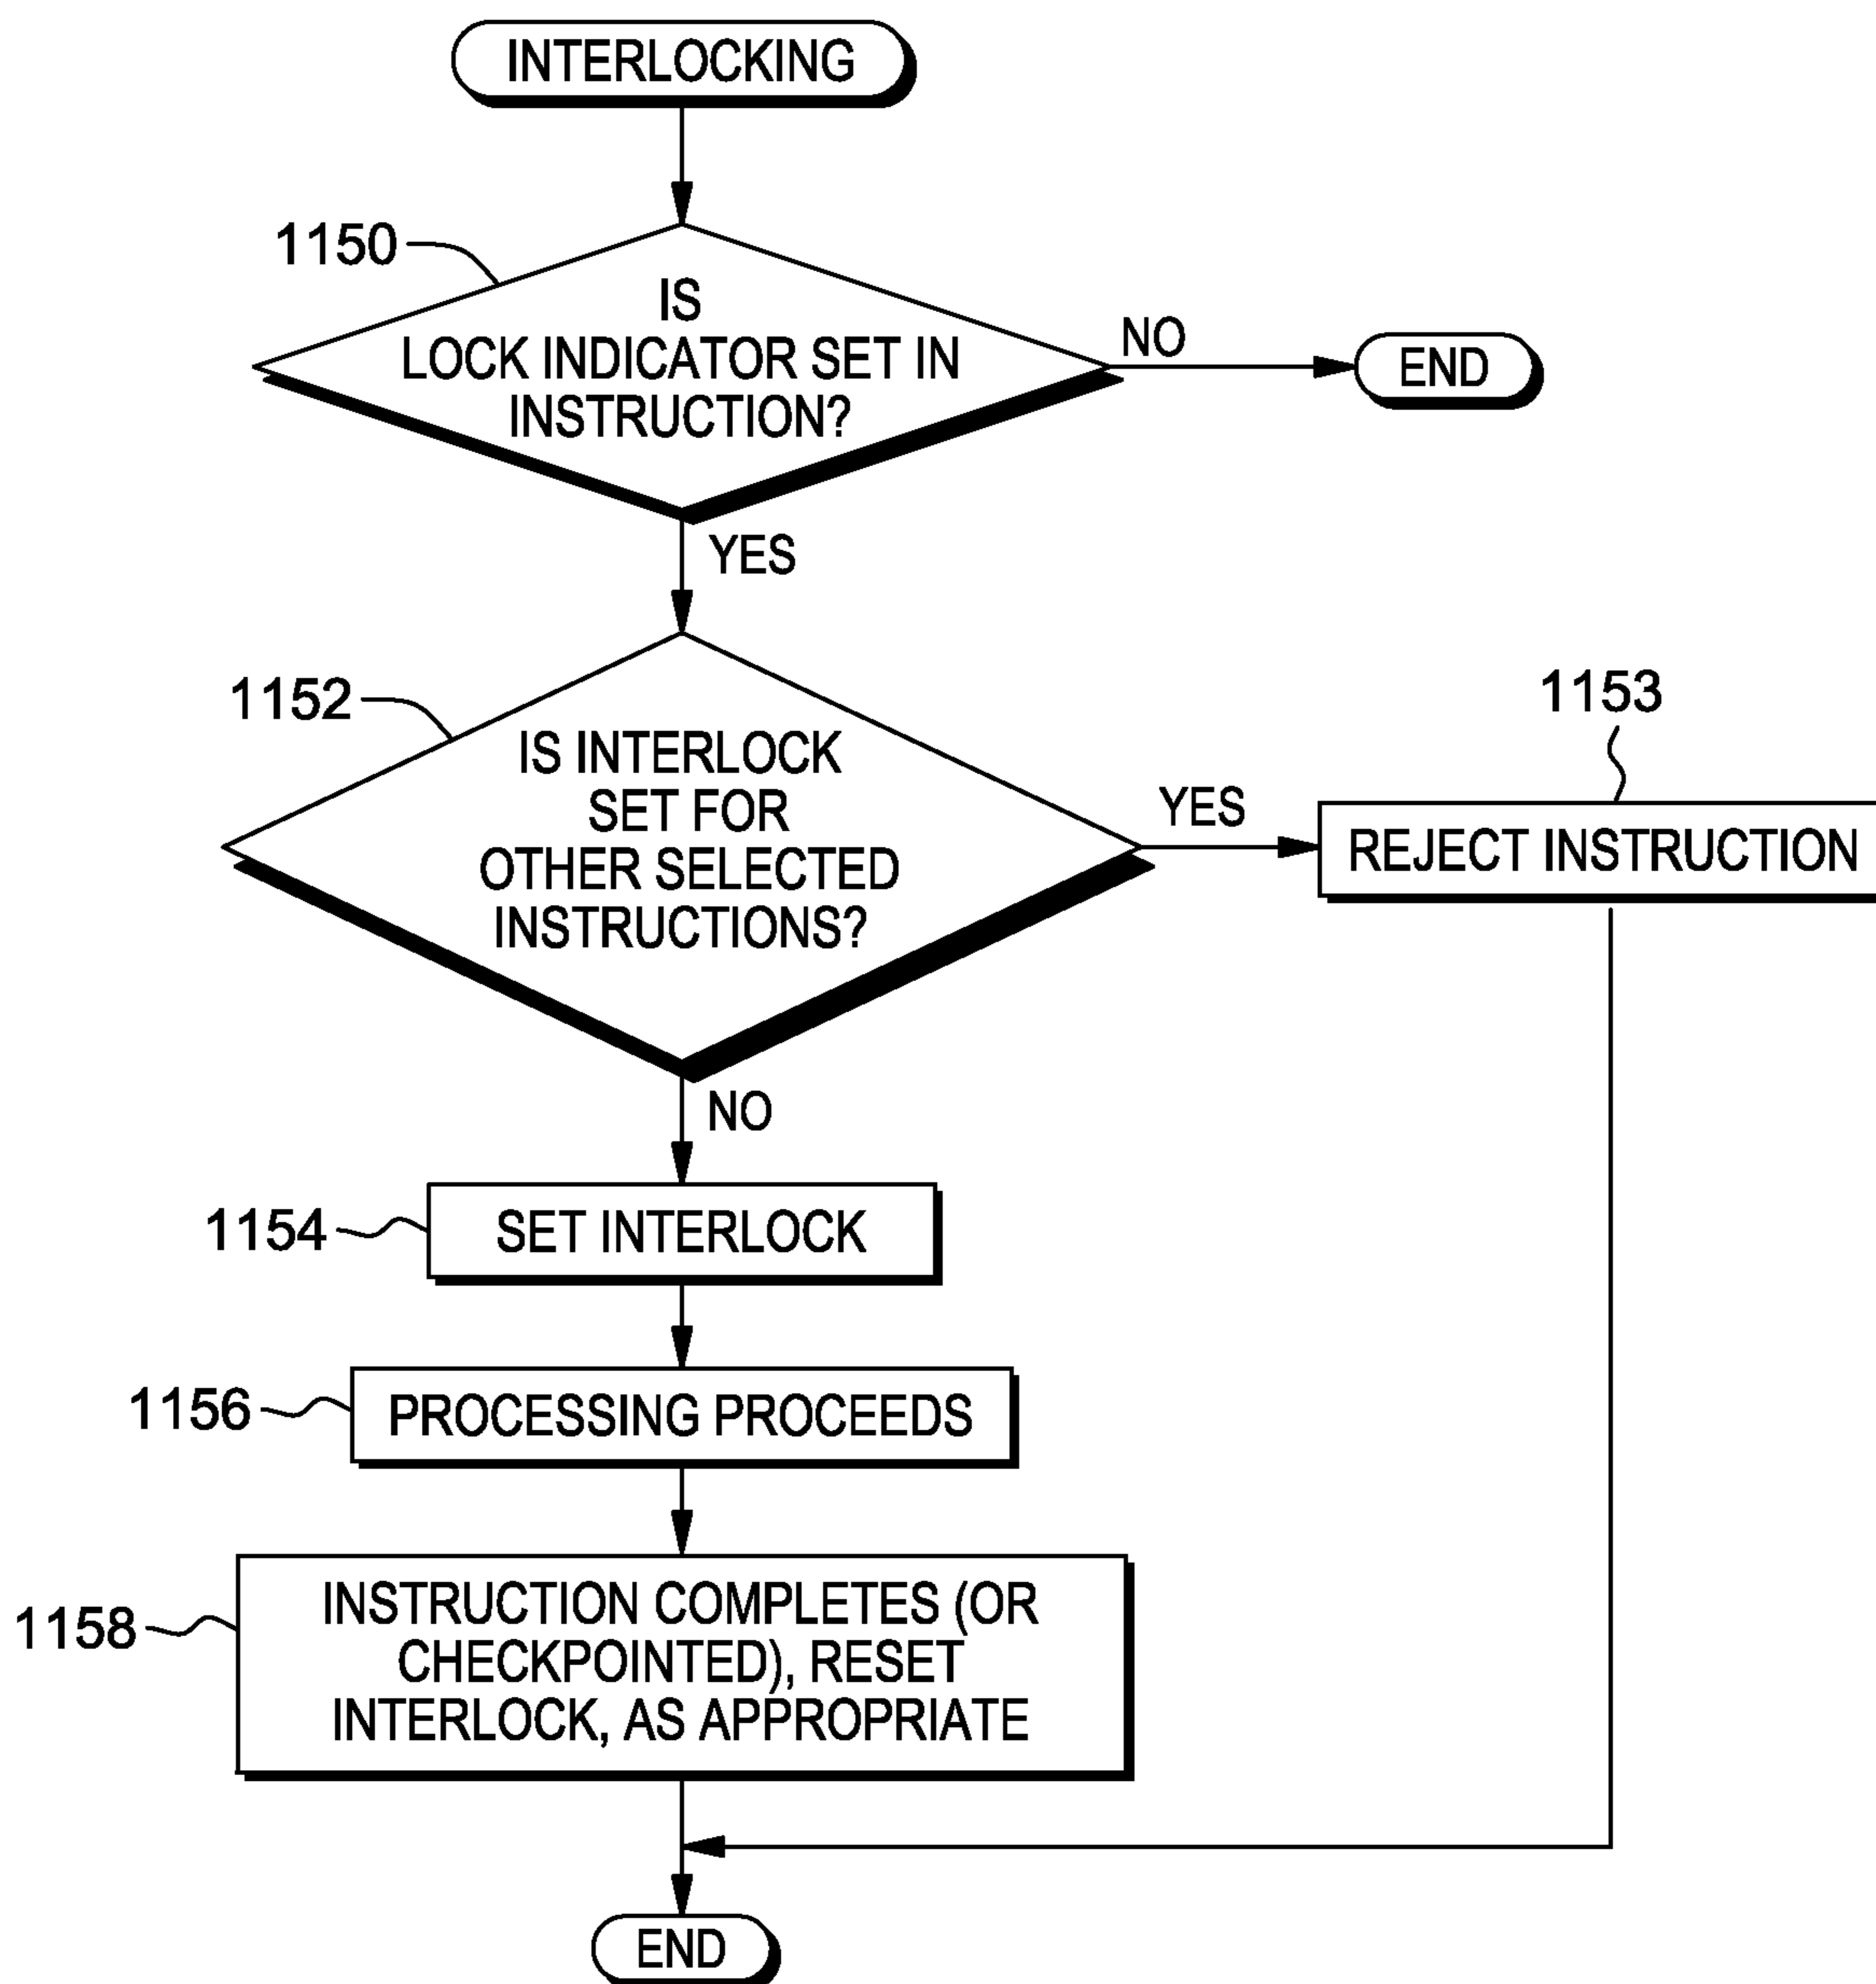 INTERLOCKING
1150
IS
LOCK INDICATOR SET IN
INSTRUCTION?
NO
END
YES
1152
IS INTERLOCK
SET FOR
OTHER SELECTED
INSTRUCTIONS?
YES
1153
REJECT INSTRUCTION
NO
1154
SET INTERLOCK
1156
PROCESSING PROCEEDS
1158
INSTRUCTION COMPLETES (OR
CHECKPOINTED), RESET
INTERLOCK, AS APPROPRIATE
END